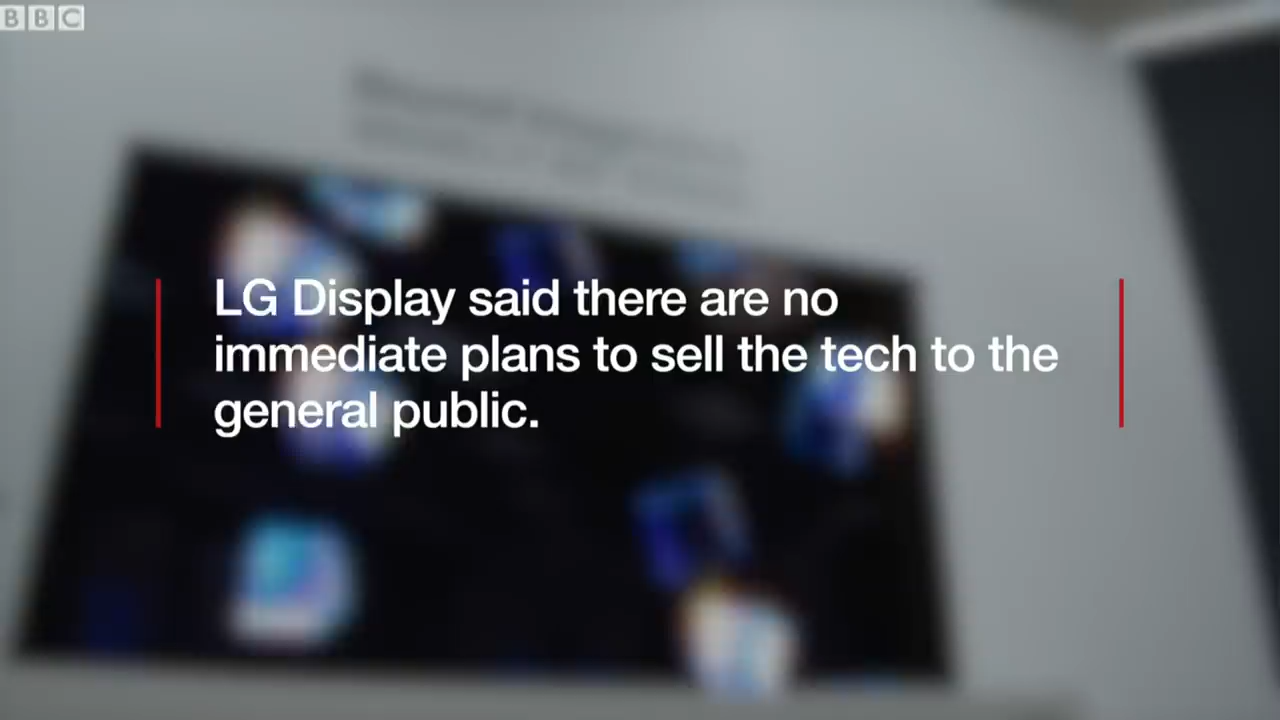 BBC
LG Display said there are no
immediate plans to sell the tech to the
general public.